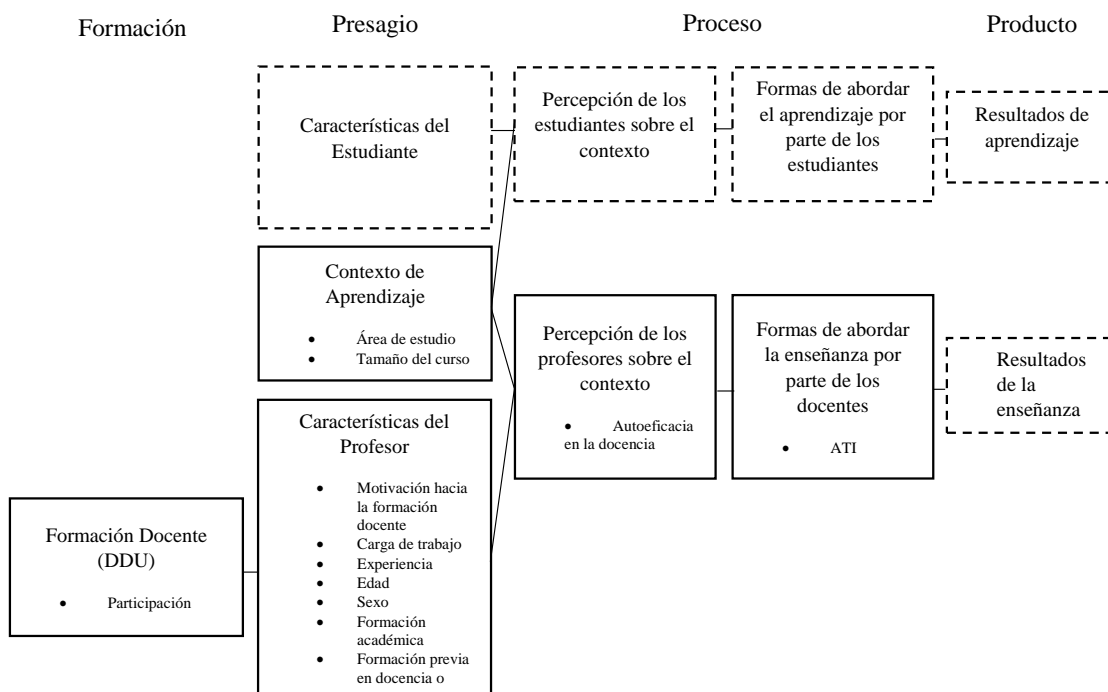 Formación
Presagio
Proceso
Producto
Características del
Estudiante
Percepción de los
estudiantes sobre el
contexto
Formas de abordar
el aprendizaje por
parte de los
estudiantes
Resultados de
aprendizaje
Contexto de
Aprendizaje
• Área de estudio
• Tamaño del curso
Percepción de los
profesores sobre el
contexto
• Autoeficacia
en la docencia
Formas de abordar
la enseñanza por
parte de los
docentes
• ATI
Resultados
de la
enseñanza
Características del
Profesor
• Motivación hacia
la formación
docente
• Carga de trabajo
• Experiencia
• Edad
• Sexo
• Formación
académica
• Formación previa
en docencia o
Formación Docente
(DDU)
• Participación